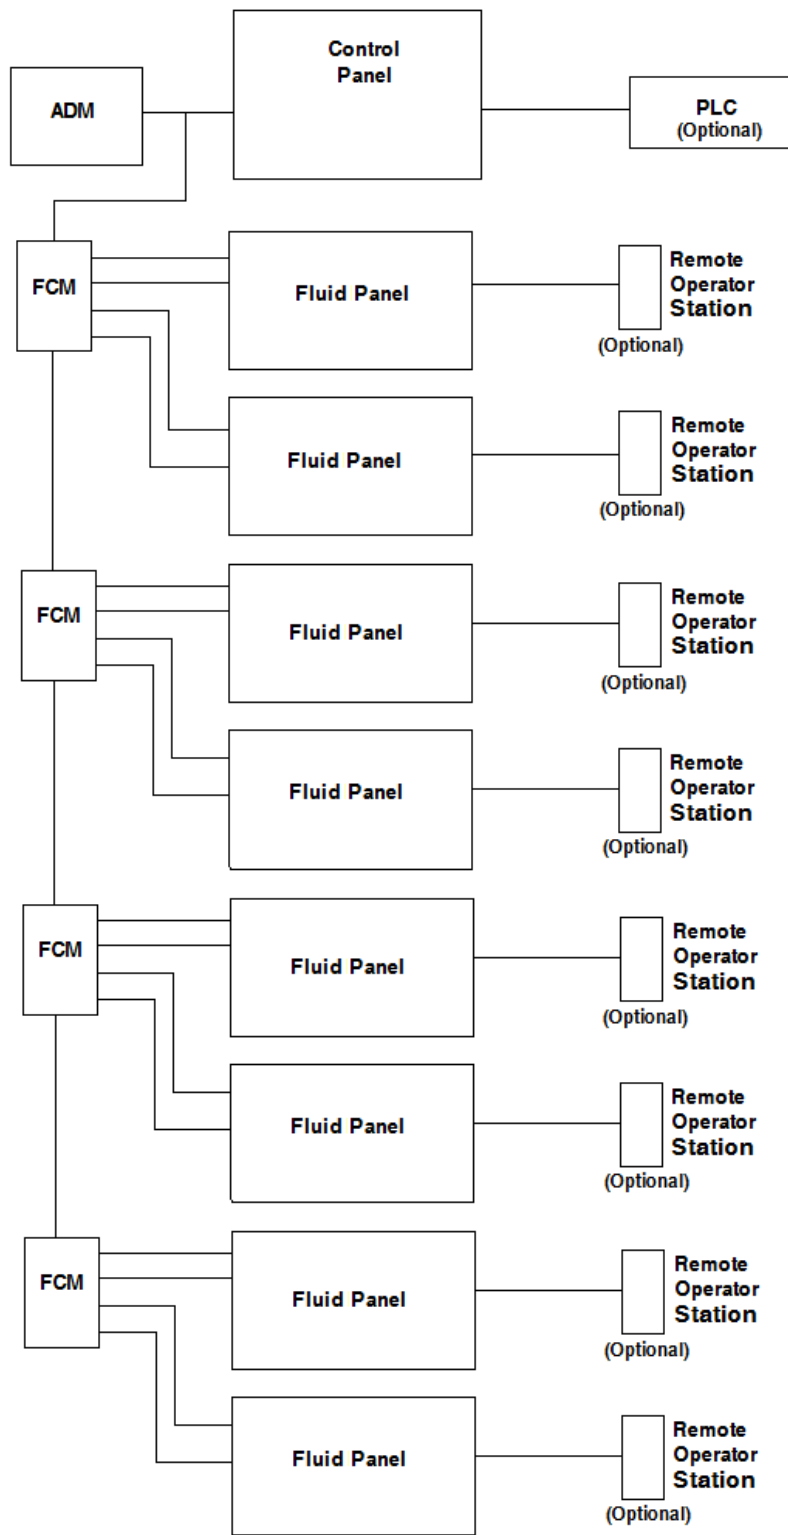 Control
Panel
ADM
PLC
(Optional)
FCM
Fluid Panel
Remote
Operator
Station
(Optional)
Fluid Panel
Remote
Operator
Station
(Optional)
FCM
Fluid Panel
Remote
Operator
Station
(Optional)
Fluid Panel
Remote
Operator
Station
(Optional)
FCM
Fluid Panel
Remote
Operator
Station
(Optional)
Fluid Panel
Remote
Operator
Station
(Optional)
FCM
Fluid Panel
Remote
Operator
Station
(Optional)
Fluid Panel
Remote
Operator
Station
(Optional)